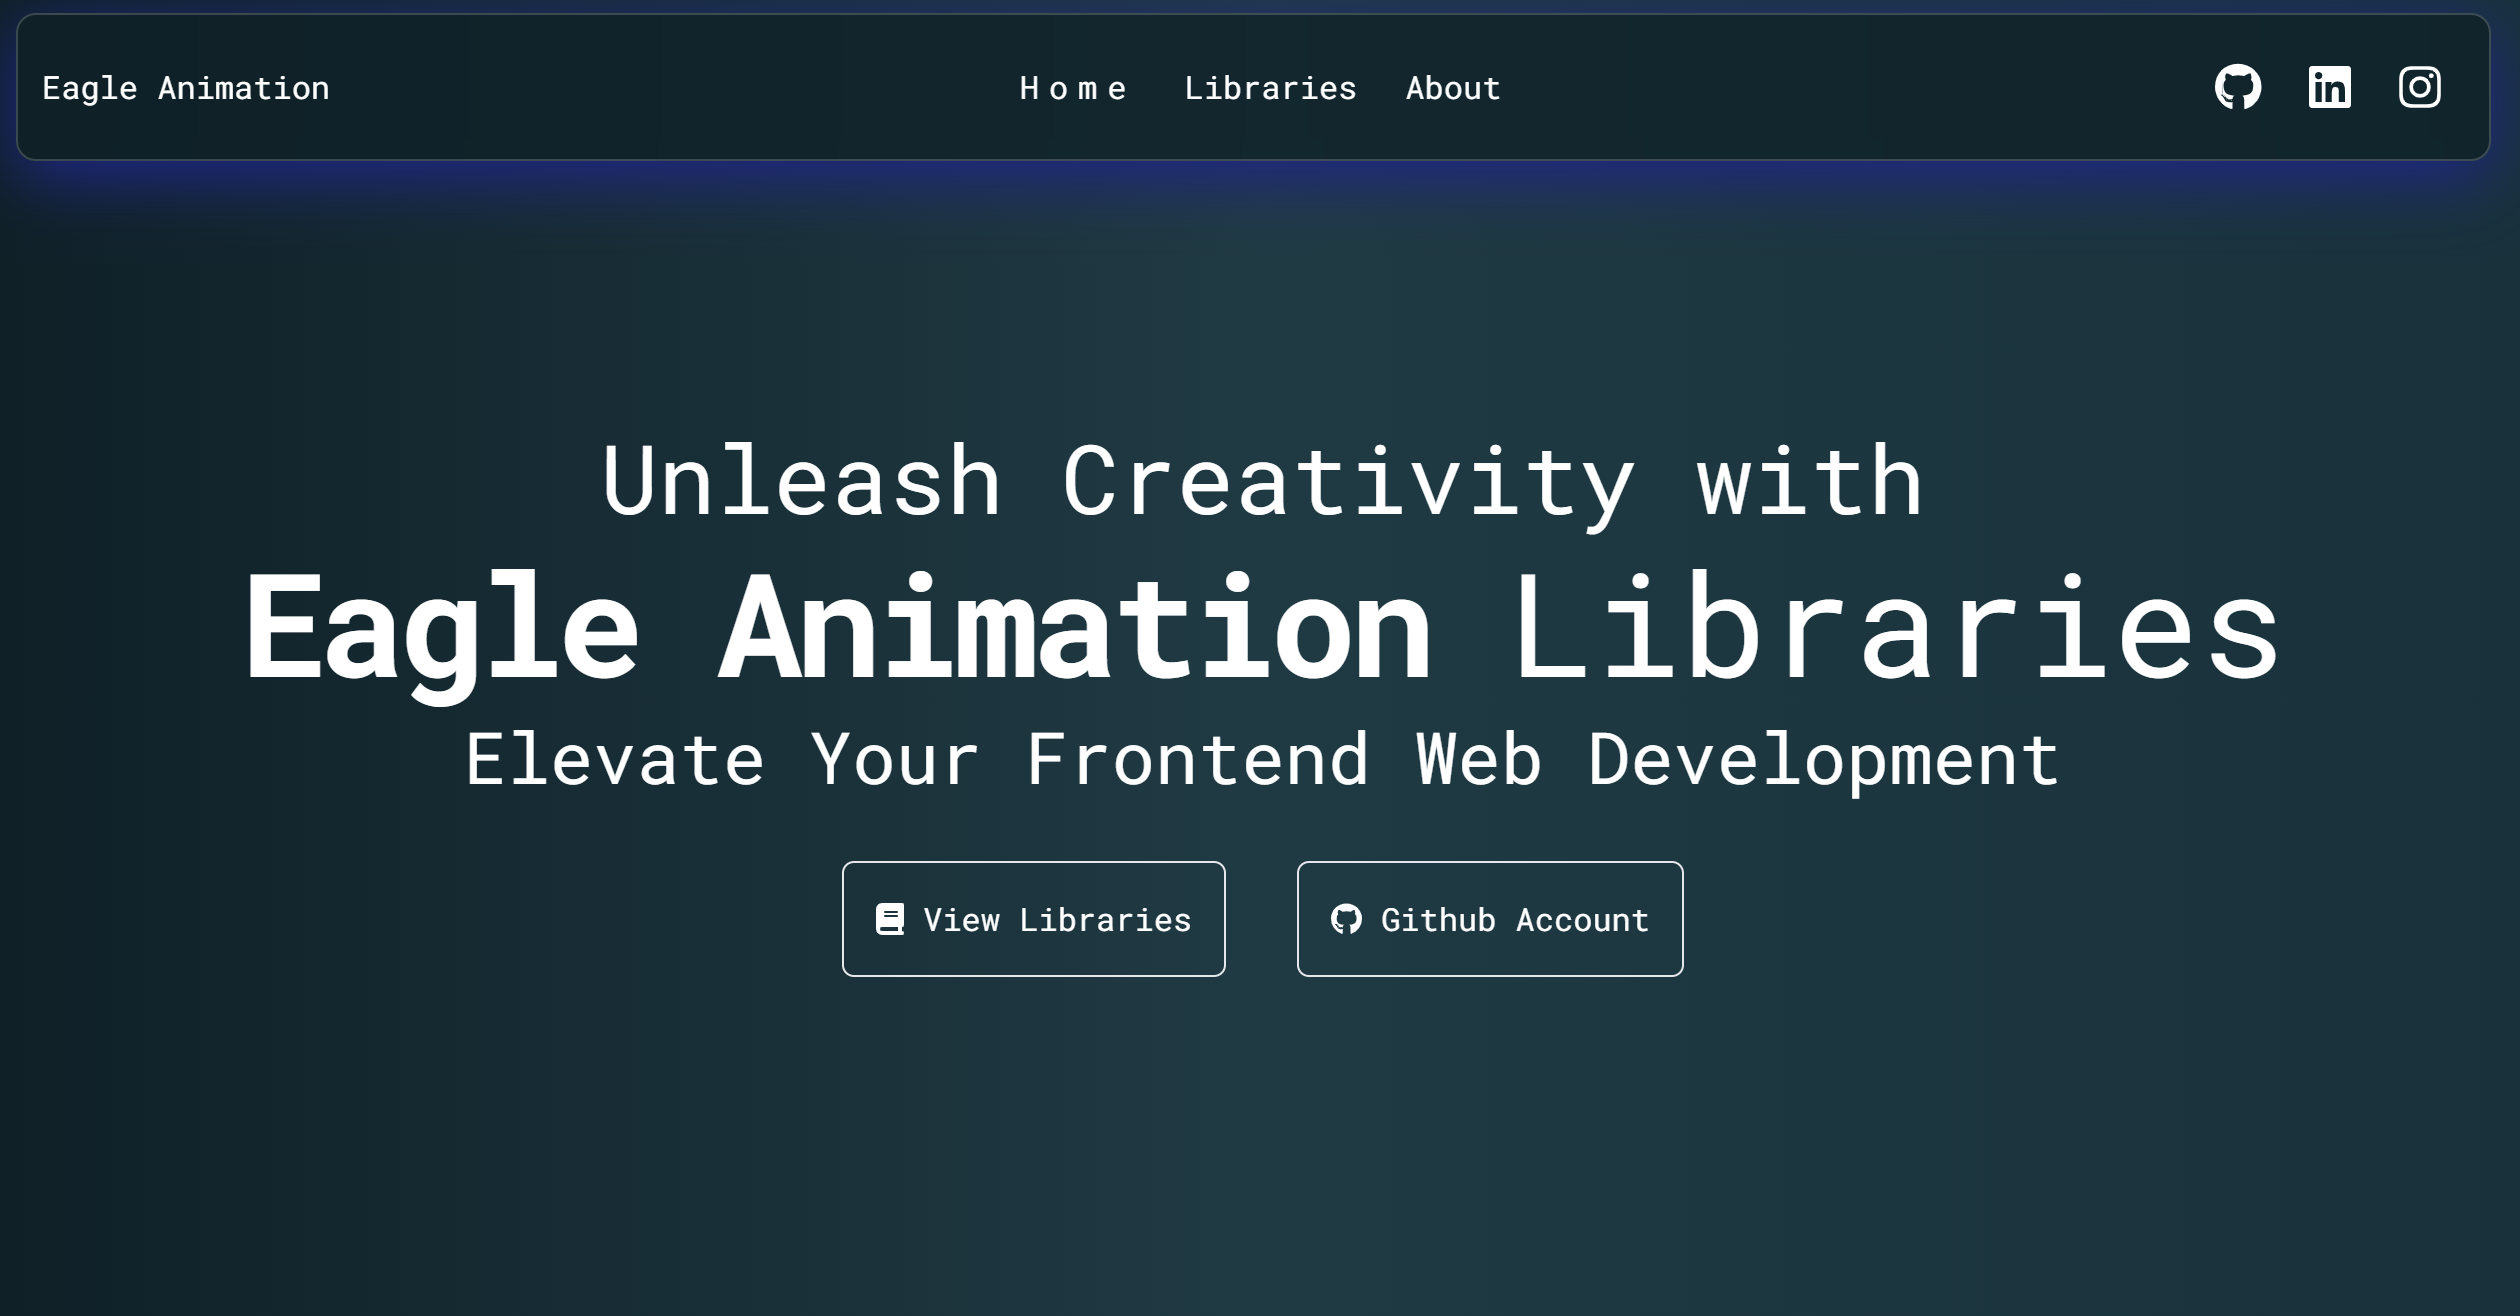 Eagle Animation
Home Libraries About
Unleash Creativity with
Eagle Animation Libraries
Elevate Your Frontend Web Development
View Libraries
Github Account